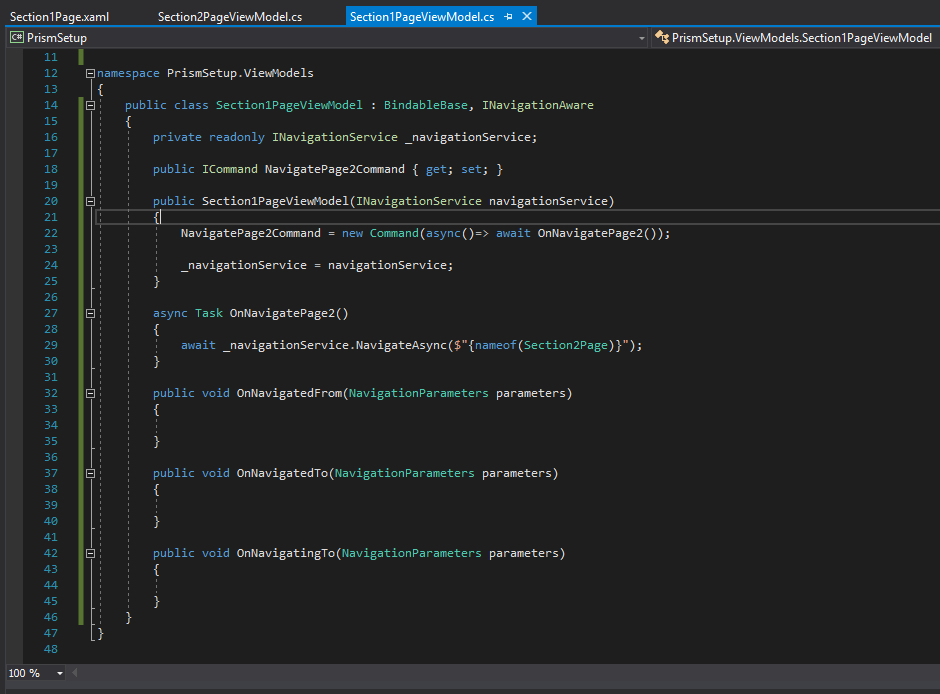 Section1Page.xaml Section2PageViewModel.cs Section1PageViewModel.cs
C# PrismSetup PrismSetup.ViewModels.Section1PageViewModel
11
12 namespace PrismSetup.ViewModels
13 {
14 public class Section1PageViewModel : BindableBase, INavigationAware
15 {
16 private readonly INavigationService _navigationService;
17
18 public ICommand NavigatePage2Command { get; set; }
19
20 public Section1PageViewModel(INavigationService navigationService)
21 {
22 NavigatePage2Command = new Command(async()=> await OnNavigatePage2());
23
24 _navigationService = navigationService;
25 }
26
27 async Task OnNavigatePage2()
28 {
29 await _navigationService.NavigateAsync($"{nameof(Section2Page)}");
30 }
31
32 public void OnNavigatedFrom(NavigationParameters parameters)
33 {
34
35 }
36
37 public void OnNavigatedTo(NavigationParameters parameters)
38 {
39
40 }
41
42 public void OnNavigatingTo(NavigationParameters parameters)
43 {
44
45 }
46 }
47 }
48
100 %